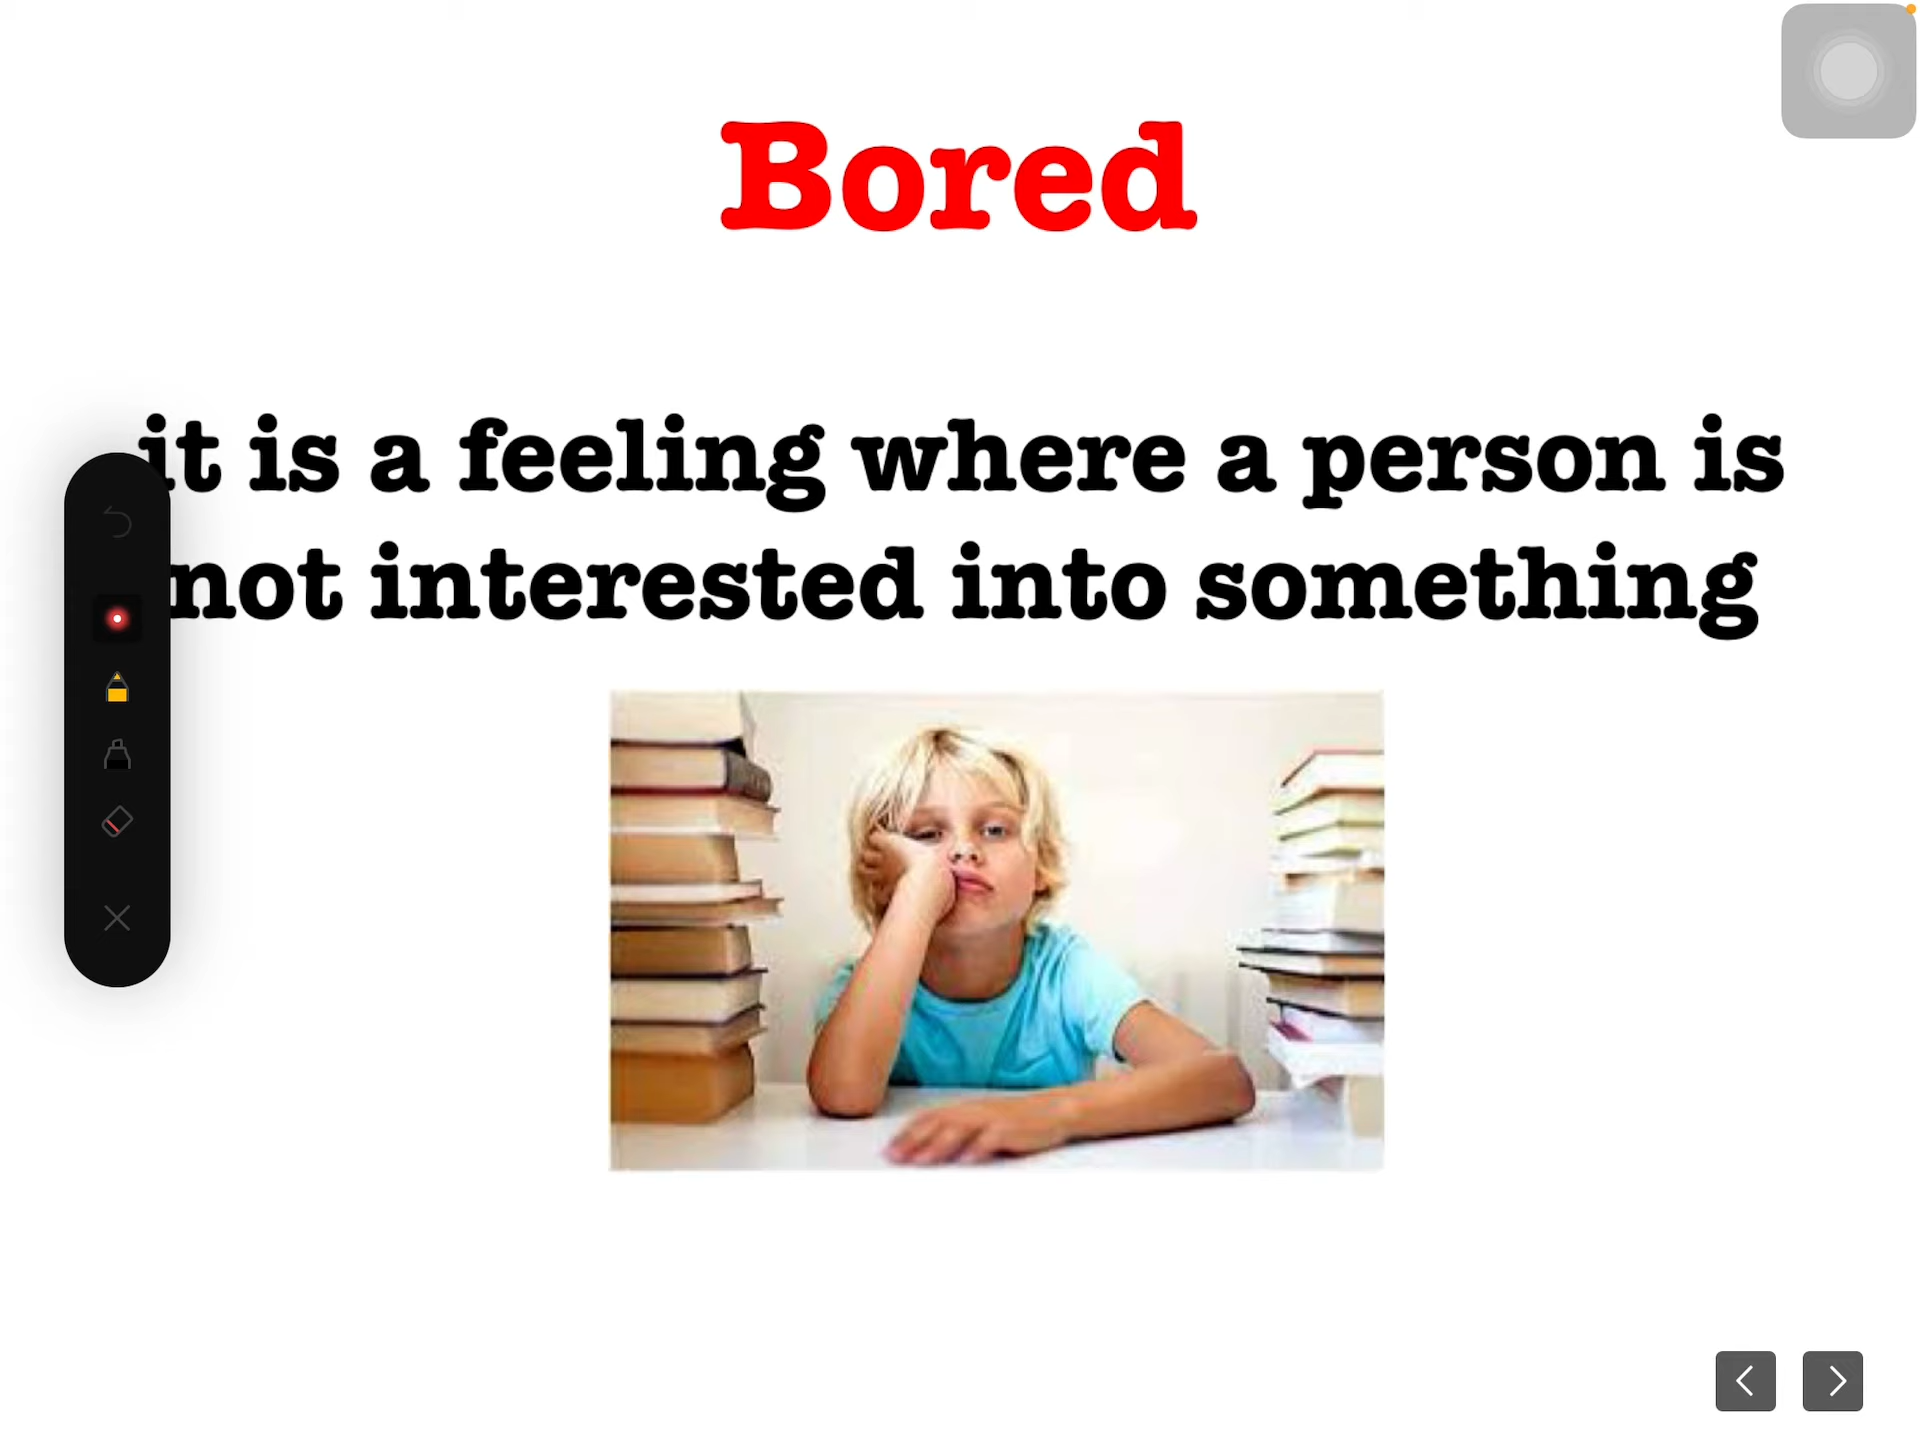 Bored
it is a feeling where a person is
not interested into something